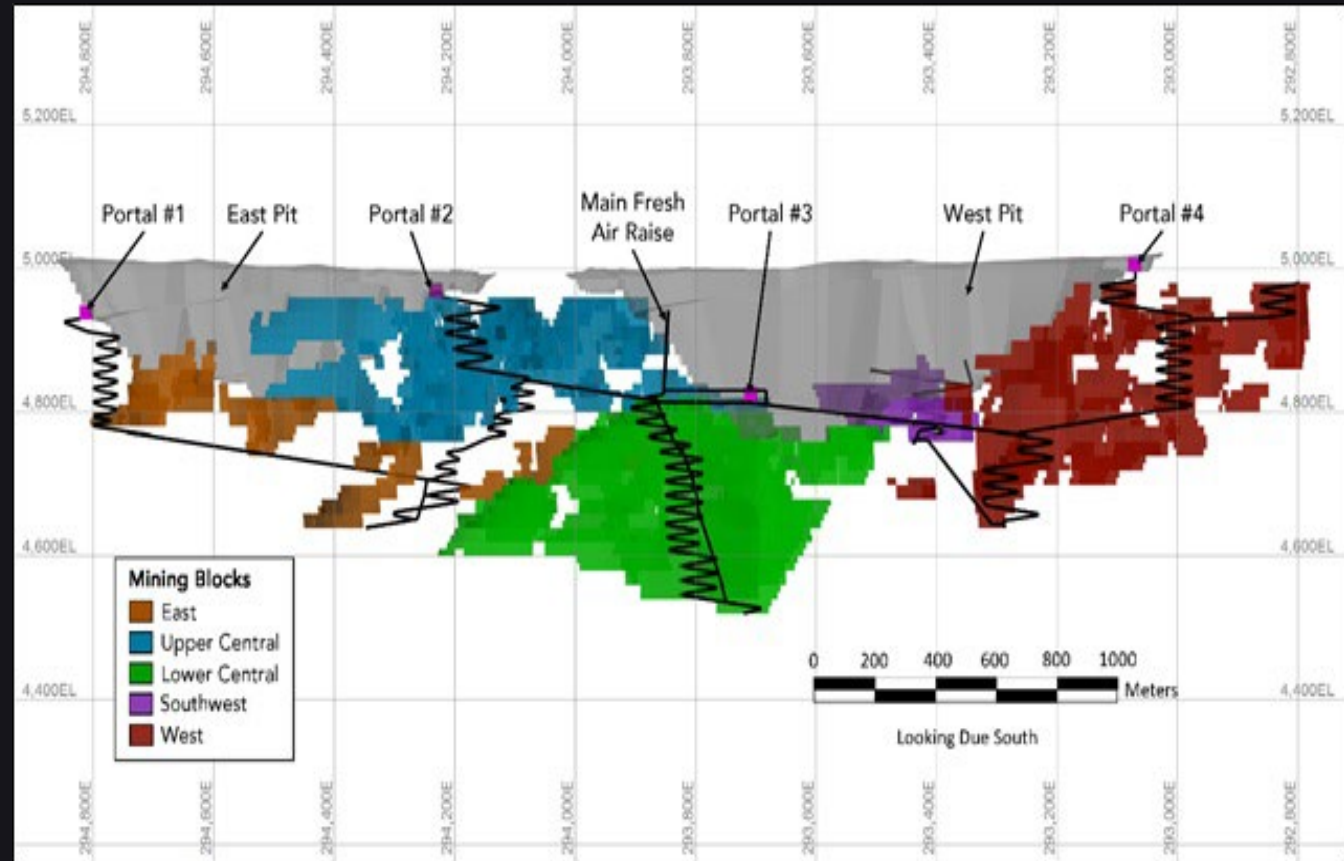 294,800E 294,600E 294,400E 294,200E 294,000E 293,800E 293,600E 293,400E 293,200E 293,000E 292,800E
5,200EL 5,200EL
Portal #1 East Pit Portal #2 Main Fresh Portal #3 West Pit Portal #4
Air Raise
5,000EL 5,000EL
4,800EL 4,800EL
4,600EL 4,600EL
Mining Blocks
East
Upper Central
Lower Central
Southwest
West
0 200 400 600 800 1000
Meters
4,400EL 4,400EL
Looking Due South
294,800E 294,600E 294,400E 294,200E 294,000E 293,800E 293,600E 293,400E 293,200E 293,000E 292,800E